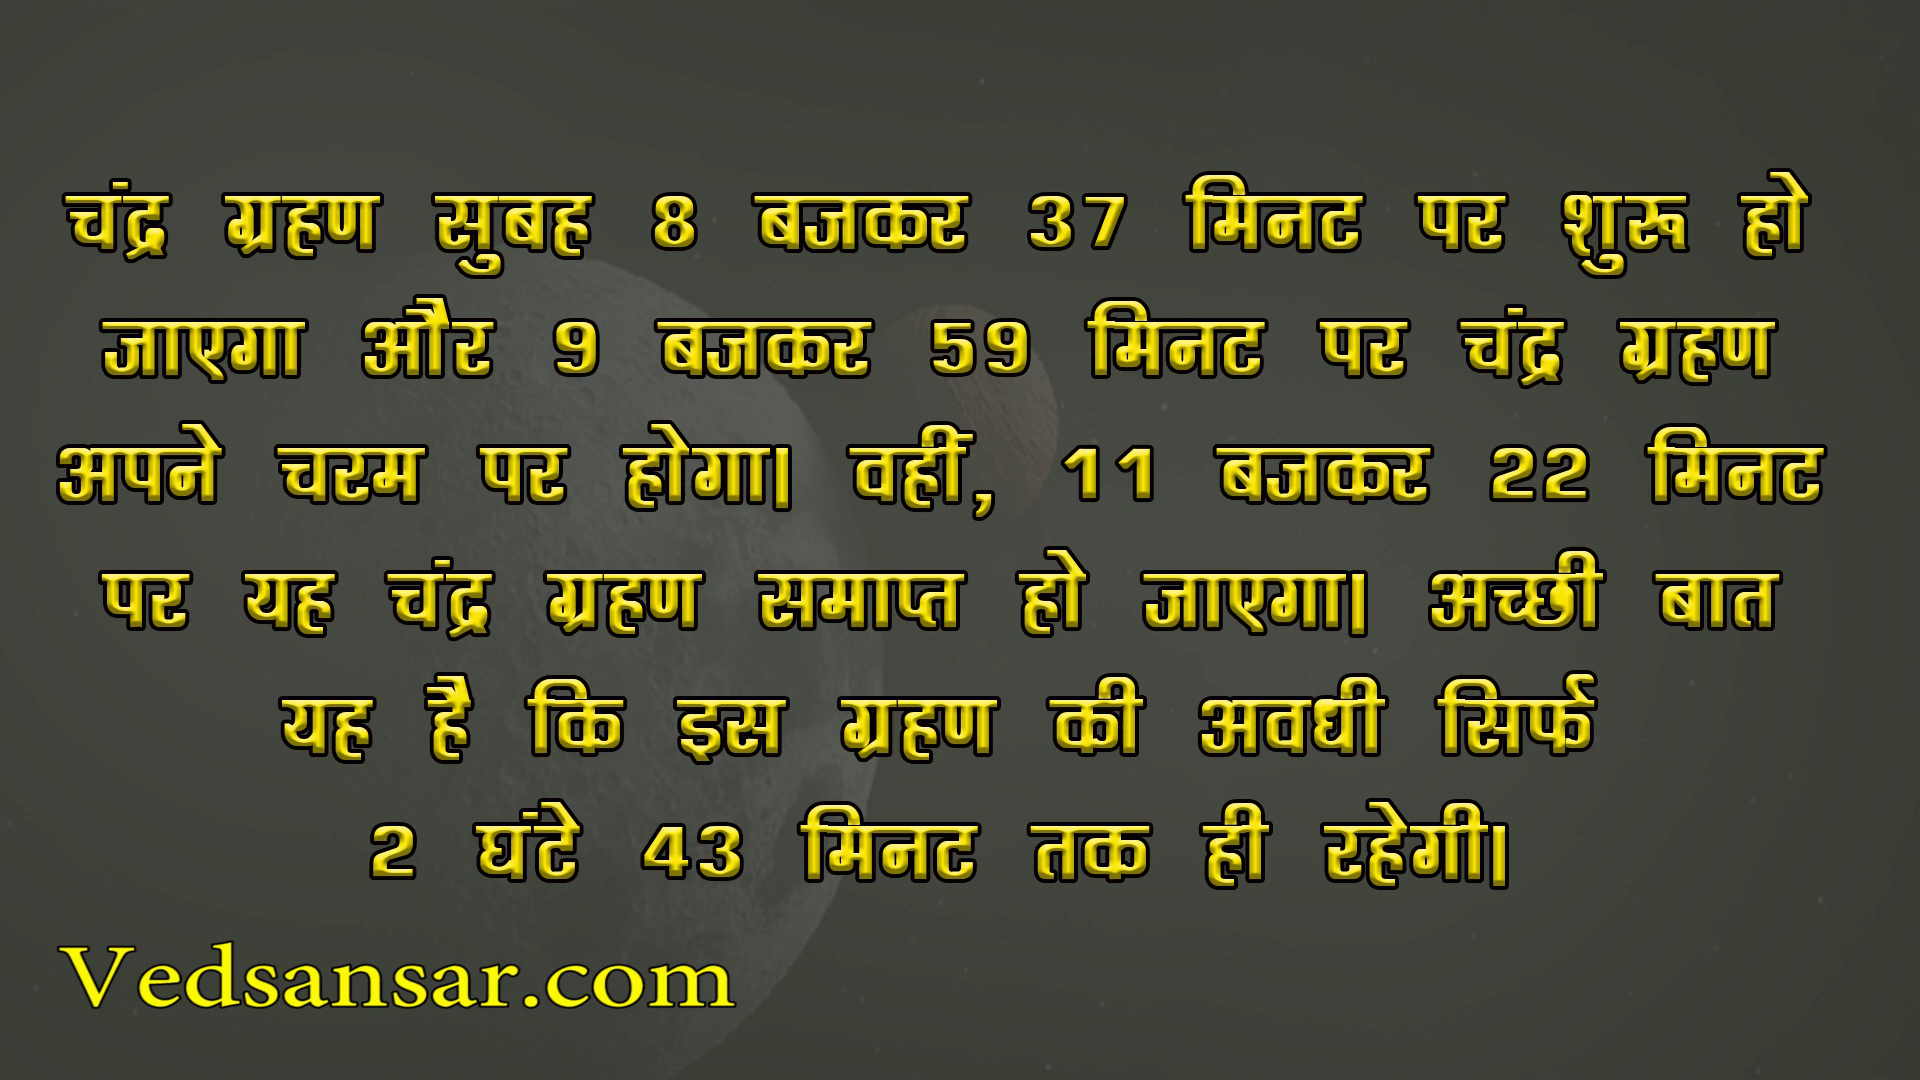 चंद्र ग्रहण सुबह 8 बजकर 37 मिनट पर शुरू हो
जाएगा और 9 बजकर 59 मिनट पर चंद्र ग्रहण
अपने चरम पर होगा। वहीं, 11 बजकर 22 मिनट
पर यह चंद्र ग्रहण समाप्त हो जाएगा। अच्छी बात
यह है कि इस ग्रहण की अवधी सिर्फ
2 घंटे 43 मिनट तक ही रहेगी।
Vedsansar.com